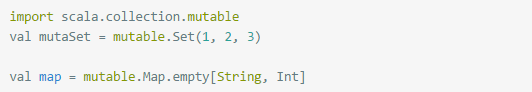 import scala.collection.mutable
val mutaSet = mutable.Set(1, 2, 3)
val map = mutable.Map.empty[String, Int]